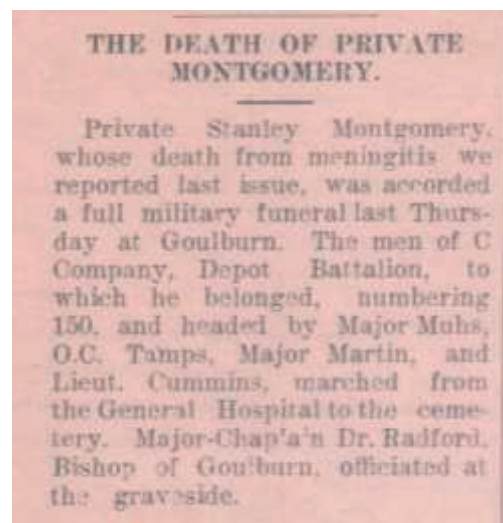 THE DEATH OF PRIVATE
MONTGOMERY.
Private Stanley Montgomery,
whose death from meningitis we
reported last issue, was accorded
a full military funeral last Thurs-
day at Goulburn. The men of C
Company, Depot Battalion, to
which he belonged, numbering
150, and headed by Major Muhs,
O.C. Tamps, Major Martin, and
Lieut. Cummins, marched from
the General Hospital to the ceme-
tery. Major-Chap'a'n Dr. Radford,
Bishop of Gou'burn, officiated at
the graveside.